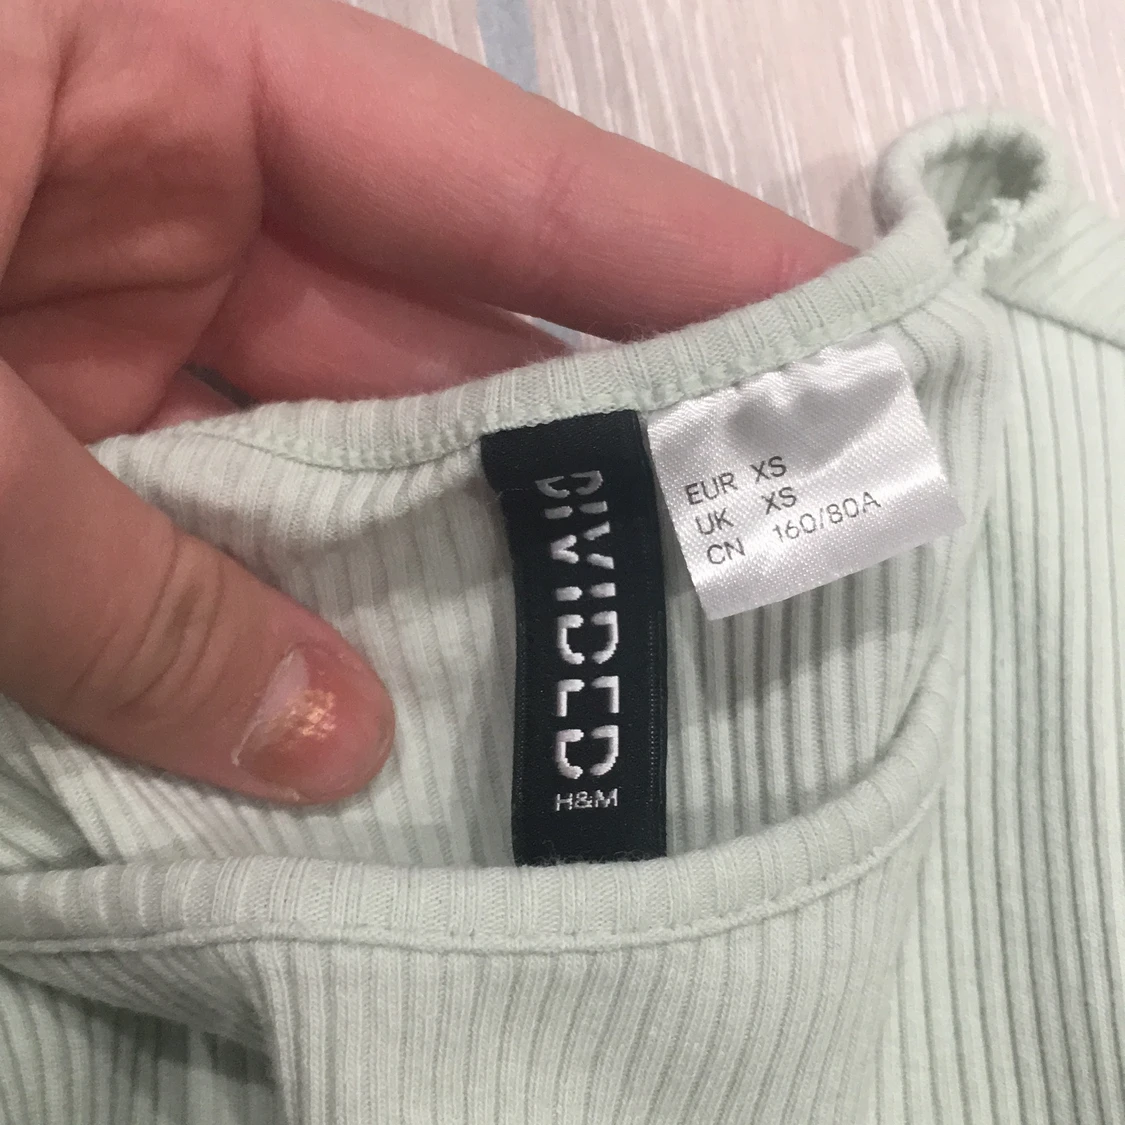 DIVIDED
H&M
EUR XS
UK XS
CN 160/80A